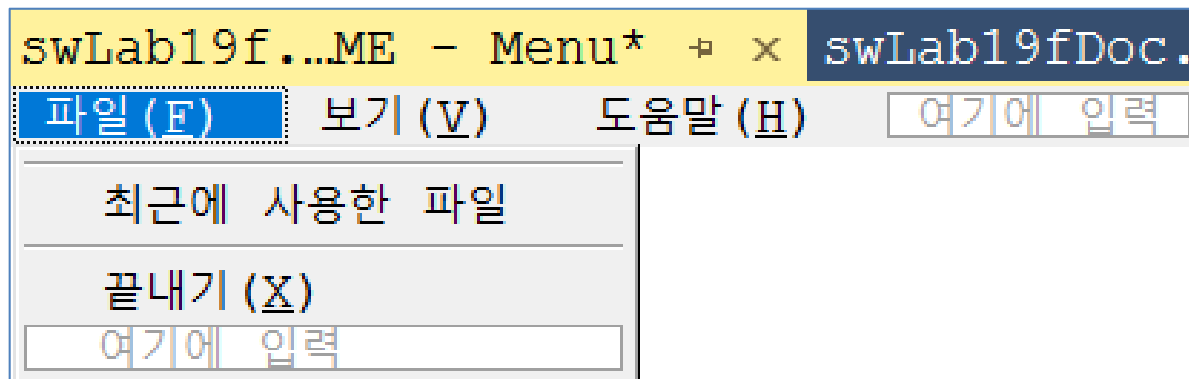 swLab19f.…ME - Menu* swLab19fDoc.
파일(F) 보기(V) 도움말(H) 여기에 입력
최근에 사용한 파일
끝내기(X)
여기에 입력